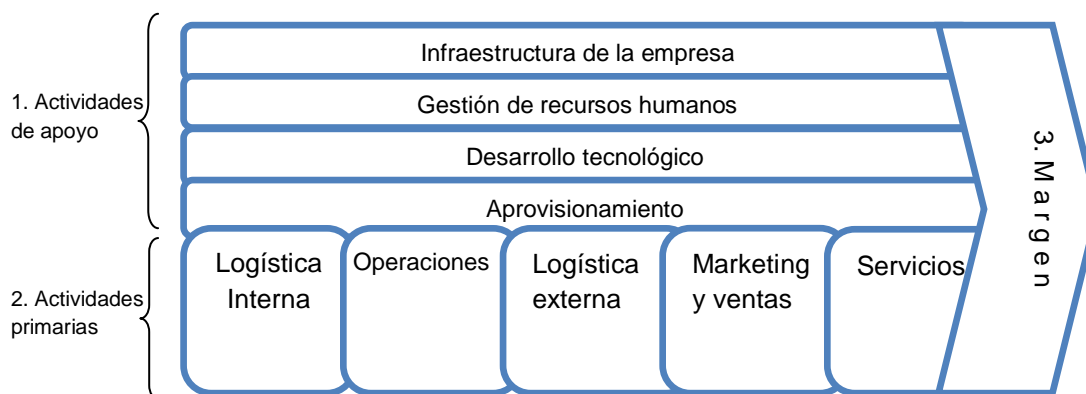 1. Actividades
de apoyo
Infraestructura de la empresa
Gestión de recursos humanos
Desarrollo tecnológico
Aprovisionamiento
2. Actividades
primarias
Logística
Interna
Operaciones
Logística
externa
Marketing
y ventas
Servicios
3. M a r g e n